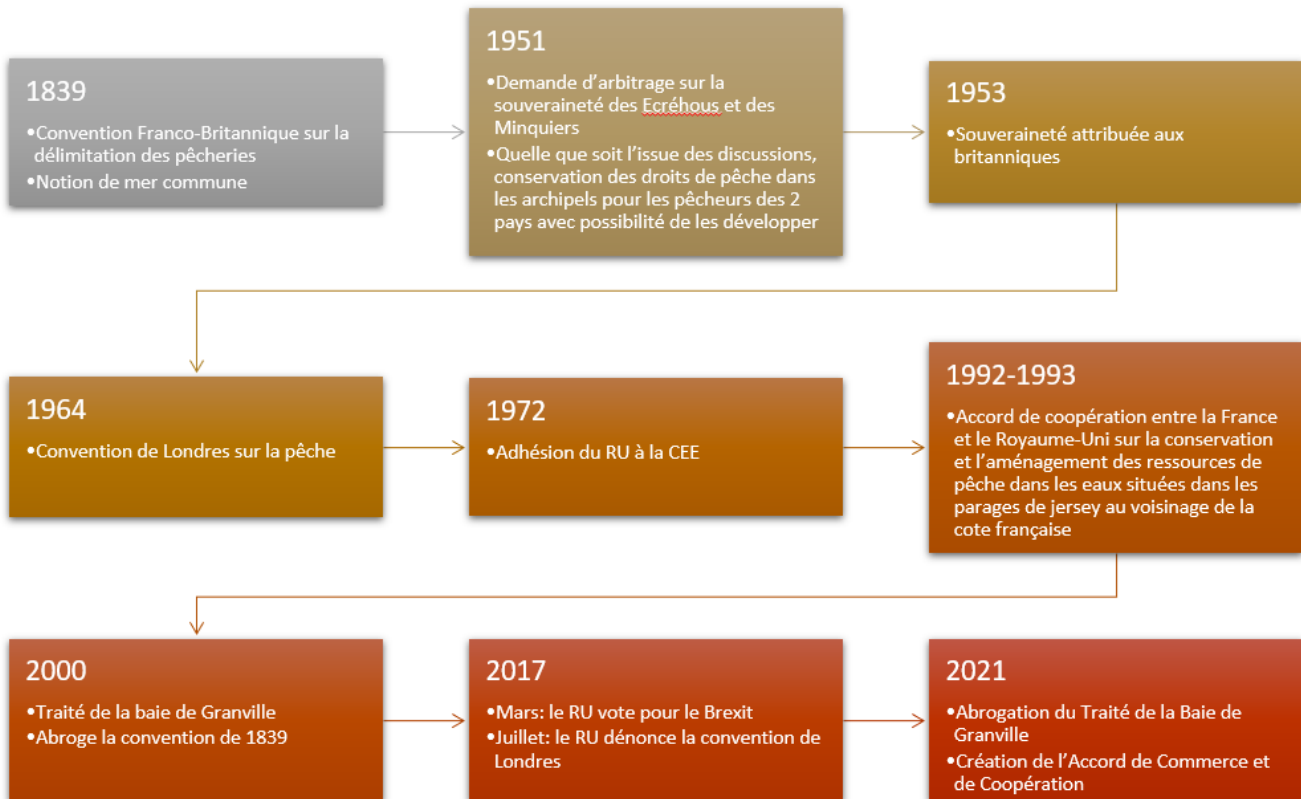 1839
•Convention Franco-Britannique sur la
délimitation des pêcheries
•Notion de mer commune
1951
•Demande d’arbitrage sur la
souveraineté des Ecréhous et des
Minquiers
•Quelle que soit l’issue des discussions,
conservation des droits de pêche dans
les archipels pour les pêcheurs des 2
pays avec possibilité de les développer
1953
•Souveraineté attribuée aux
britanniques
1964
•Convention de Londres sur la pêche
1972
•Adhésion du RU à la CEE
1992-1993
•Accord de coopération entre la France
et le Royaume-Uni sur la conservation
et l’aménagement des ressources de
pêche dans les eaux situées dans les
parages de jersey au voisinage de la
cote française
2000
•Traité de la baie de Granville
•Abroge la convention de 1839
2017
•Mars: le RU vote pour le Brexit
•Juillet: le RU dénonce la convention de
Londres
2021
•Abrogation du Traité de la Baie de
Granville
•Création de l’Accord de Commerce et
de Coopération